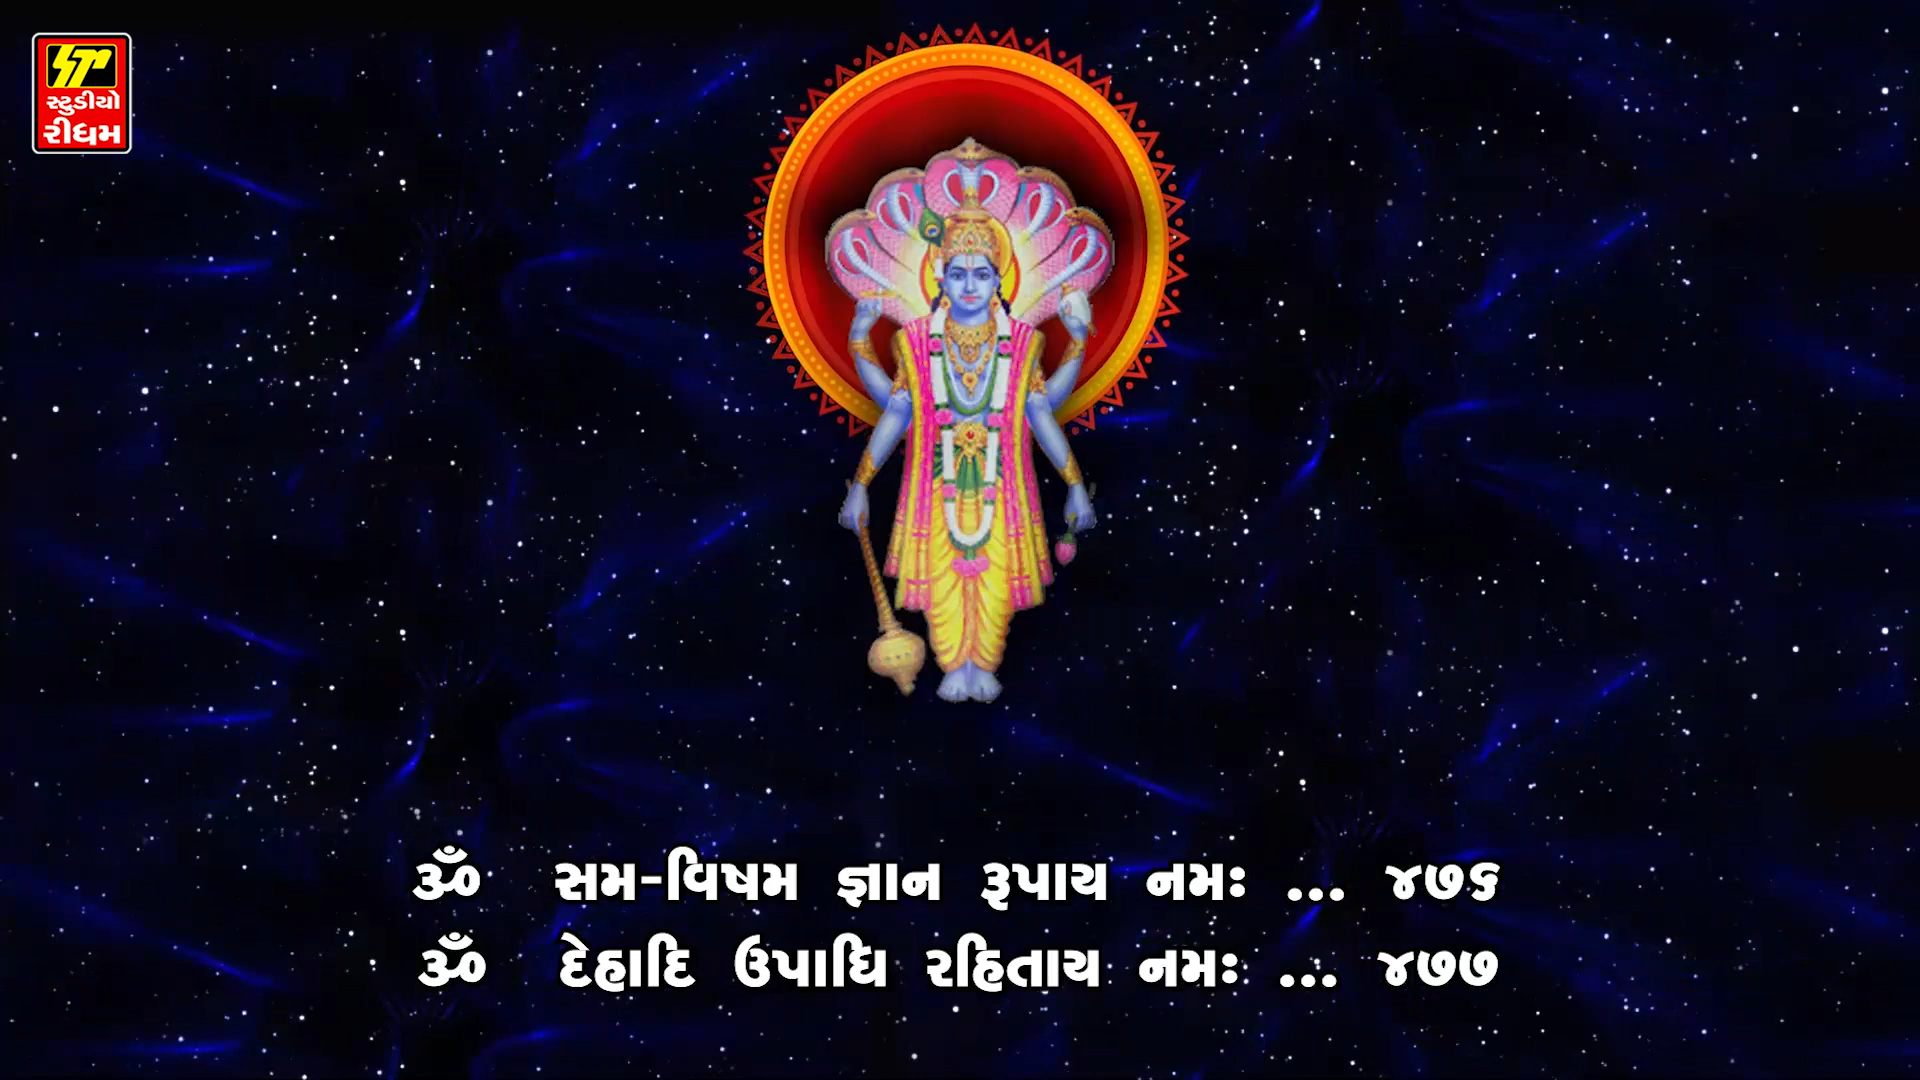 સ્ટુડીયો
રીધમ
ૐ સમ-વિષમ જ્ઞાન રૂપાય નમઃ ... ૪૭૬
ૐ દેહાદિ ઉપાધિ રહિતાય નમઃ ... ૪૭૭